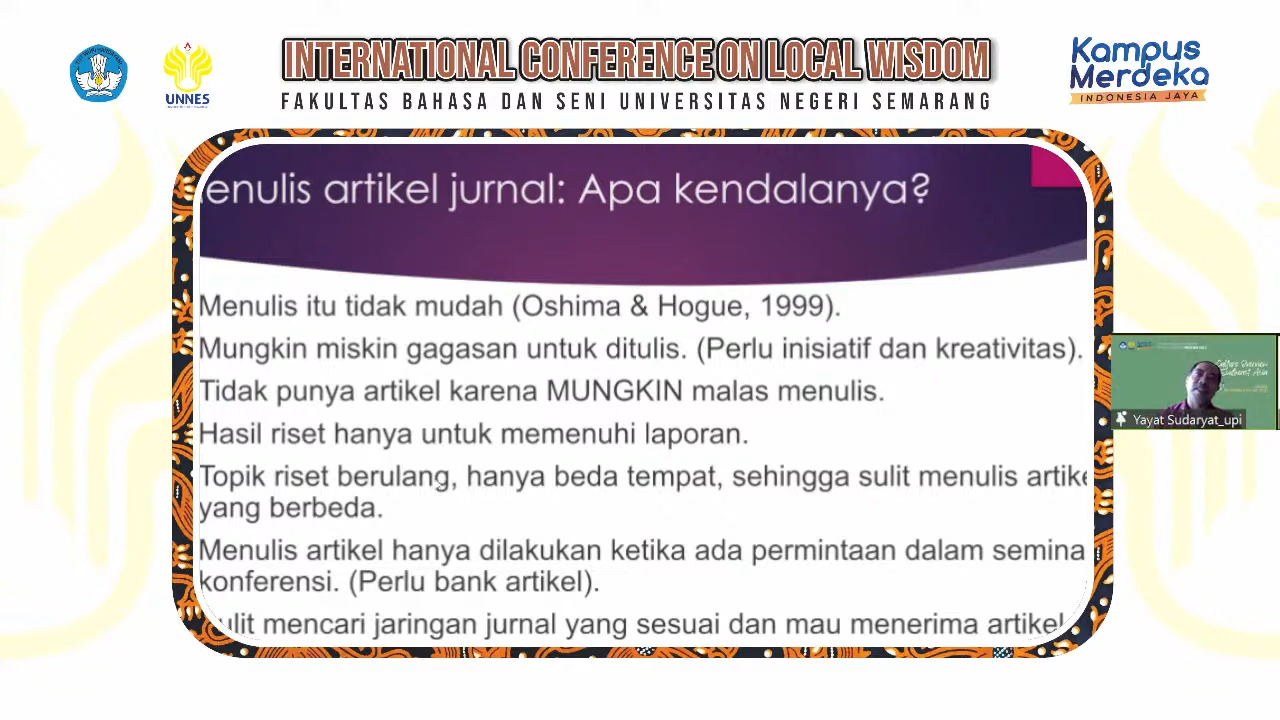 UNNES
INTERNATIONAL CONFERENCE ON LOCAL WISDOM
FAKULTAS BAHASA DAN SENI UNIVERSITAS NEGERI SEMARANG
Kampus
Merdeka
INDONESIA JAYA
enulis artikel jurnal: Apa kendalanya?
Menulis itu tidak mudah (Oshima & Hogue, 1999).
Mungkin miskin gagasan untuk ditulis. (Perlu inisiatif dan kreativitas).
Tidak punya artikel karena MUNGKIN malas menulis.
Hasil riset hanya untuk memenuhi laporan.
Topik riset berulang, hanya beda tempat, sehingga sulit menulis artike
yang berbeda.
Menulis artikel hanya dilakukan ketika ada permintaan dalam semina
konferensi. (Perlu bank artikel).
ulit mencari jaringan jurnal yang sesuai dan mau menerima artikel
Culture Overview
Yayat Sudaryat_upi